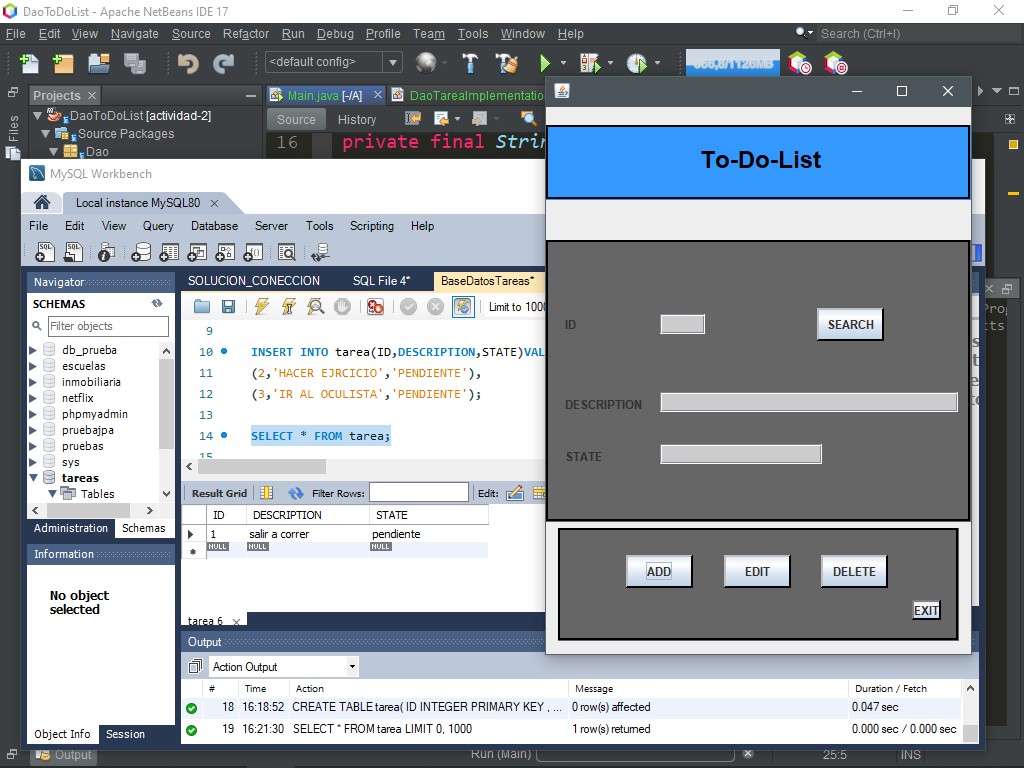 DaoToDoList - Apache NetBeans IDE 17
File Edit View Navigate Source Refactor Run Debug Profile Team Tools Window Help
Search (Ctrl+I)
<default config>
Projects
Main.java [-/A]
DaoTareaImplementatio
Files
DaoToDoList [actividad-2]
Source Packages
Dao
Source History
16 private final Strin
MySQL Workbench
Local instance MySQL80
File Edit View Query Database Server Tools Scripting Help
Navigator
SCHEMAS
Filter objects
db_prueba
escuelas
inmobiliaria
netflix
phpmyadmin
pruebajpa
pruebas
sys
tareas
Tables
Administration Schemas
Information
No object
selected
Object Info Session
SOLUCION_CONECCION SQL File 4* BaseDatosTareas*
Limit to 1000
9
10 INSERT INTO tarea(ID,DESCRIPTION,STATE)VAL
11 (2,'HACER EJRCICIO','PENDIENTE'),
12 (3,'IR AL OCULISTA','PENDIENTE');
13
14 SELECT * FROM tarea;
15
Result Grid Filter Rows: Edit:
ID DESCRIPTION STATE
1 salir a correr pendiente
NULL NULL NULL
tarea 6
Output
Action Output
# Time Action Message Duration / Fetch
18 16:18:52 CREATE TABLE tarea( ID INTEGER PRIMARY KEY , ... 0 row(s) affected 0.047 sec
19 16:21:30 SELECT * FROM tarea LIMIT 0, 1000 1 row(s) returned 0.000 sec / 0.000 sec
To-Do-List
ID
SEARCH
DESCRIPTION
STATE
ADD EDIT DELETE
EXIT
Output
Run (Main)
25:5 INS